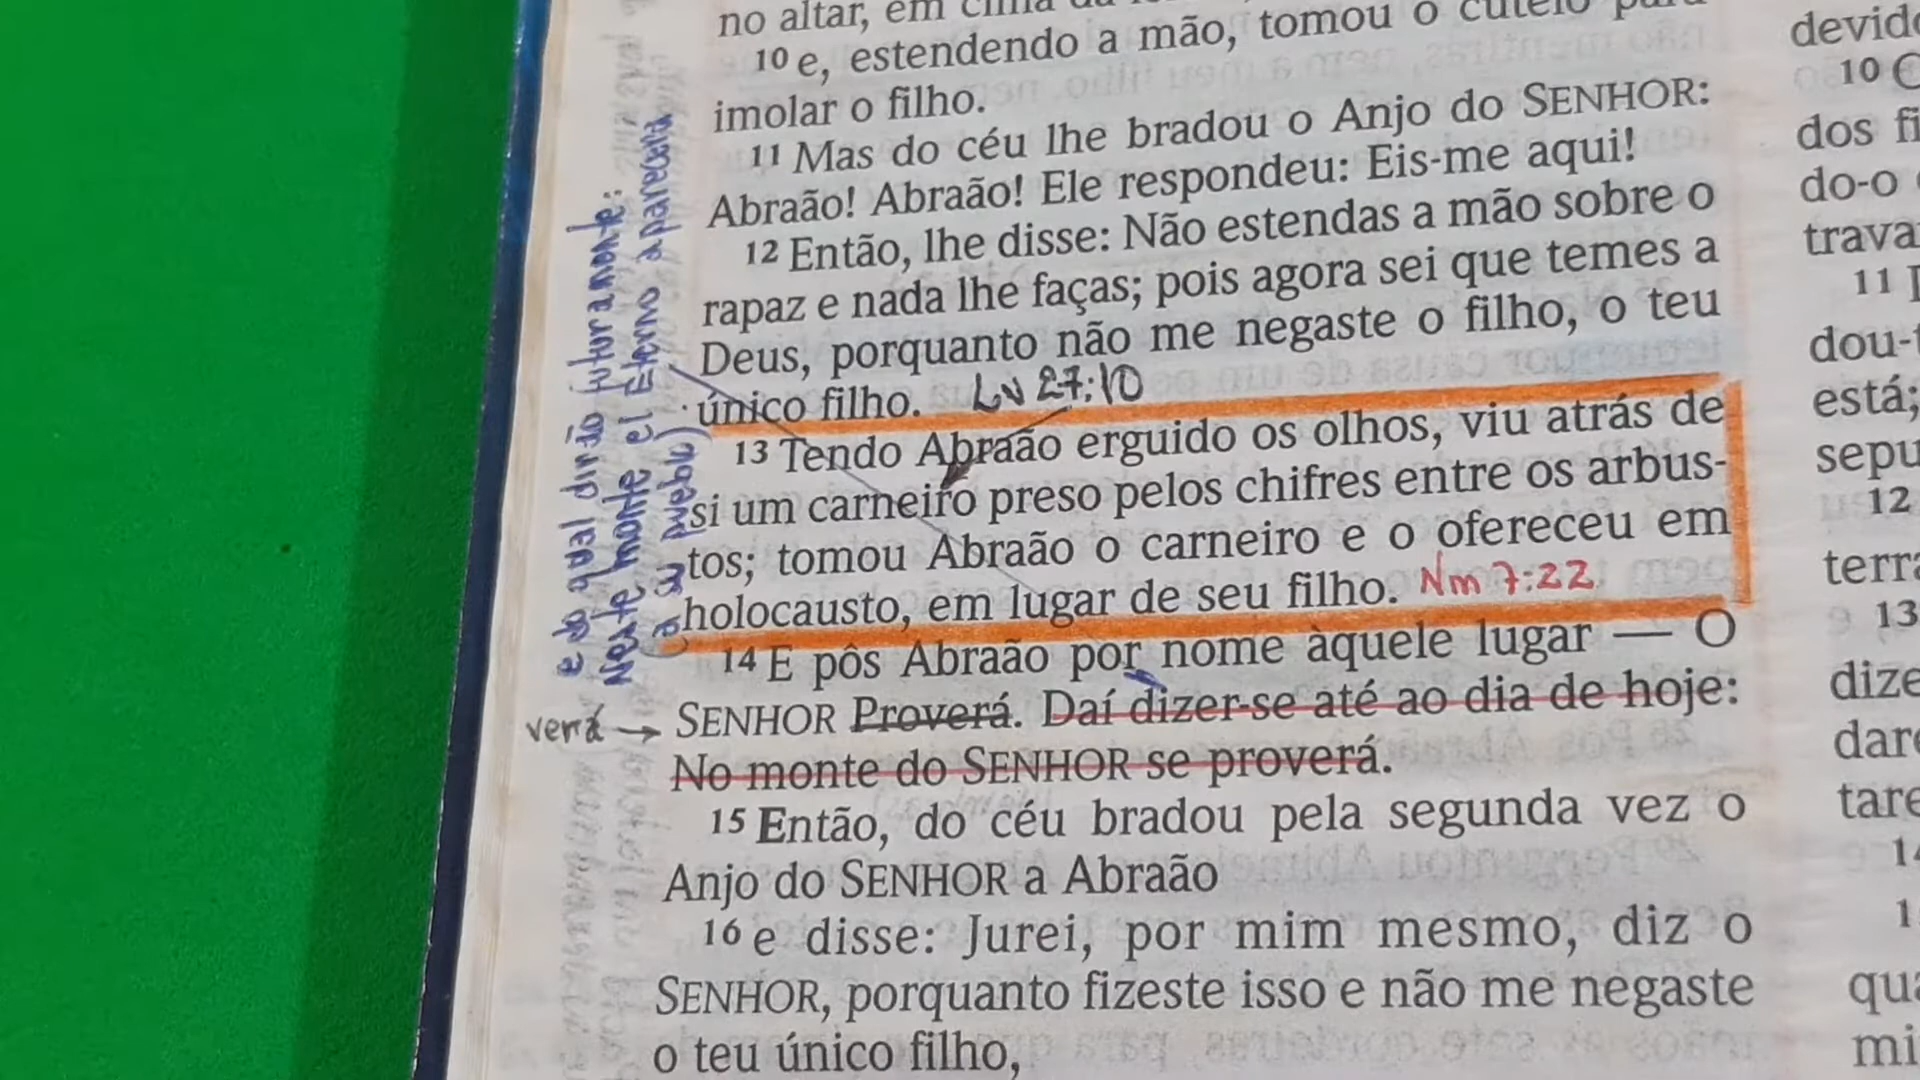 no altar, em cima
10 e, estendendo a mão, tomou o cutelo para
imolar o filho.
11 Mas do céu lhe bradou o Anjo do SENHOR:
Abraão! Abraão! Ele respondeu: Eis-me aqui!
12 Então, lhe disse: Não estendas a mão sobre o
rapaz e nada lhe faças; pois agora sei que temes a
Deus, porquanto não me negaste o filho, o teu
único filho. Lv 27:10
13 Tendo Abraão erguido os olhos, viu atrás de
si um carneiro preso pelos chifres entre os arbus-
tos; tomou Abraão o carneiro e o ofereceu em
holocausto, em lugar de seu filho. Nm 7:22
14 E pôs Abraão por nome àquele lugar — O
verá → SENHOR Proverá. Daí dizer-se até ao dia de hoje:
No monte do SENHOR se proverá.
15 Então, do céu bradou pela segunda vez o
Anjo do SENHOR a Abraão
16 e disse: Jurei, por mim mesmo, diz o
SENHOR, porquanto fizeste isso e não me negaste
o teu único filho,
e do qual dirão futuramente:
Neste monte el Eterno aparecerá
(a su pueblo).
devido
10
dos fi
do-o
trava
11
dou-
está;
sepu
12
terra
13
dize
dar
tare
14
1
qua
mi